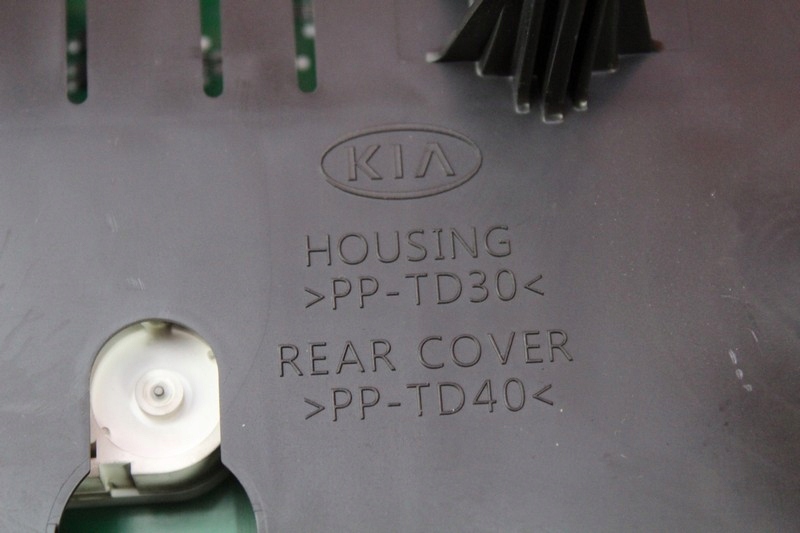 KIA
HOUSING
>PP-TD30<
REAR COVER
>PP-TD40<